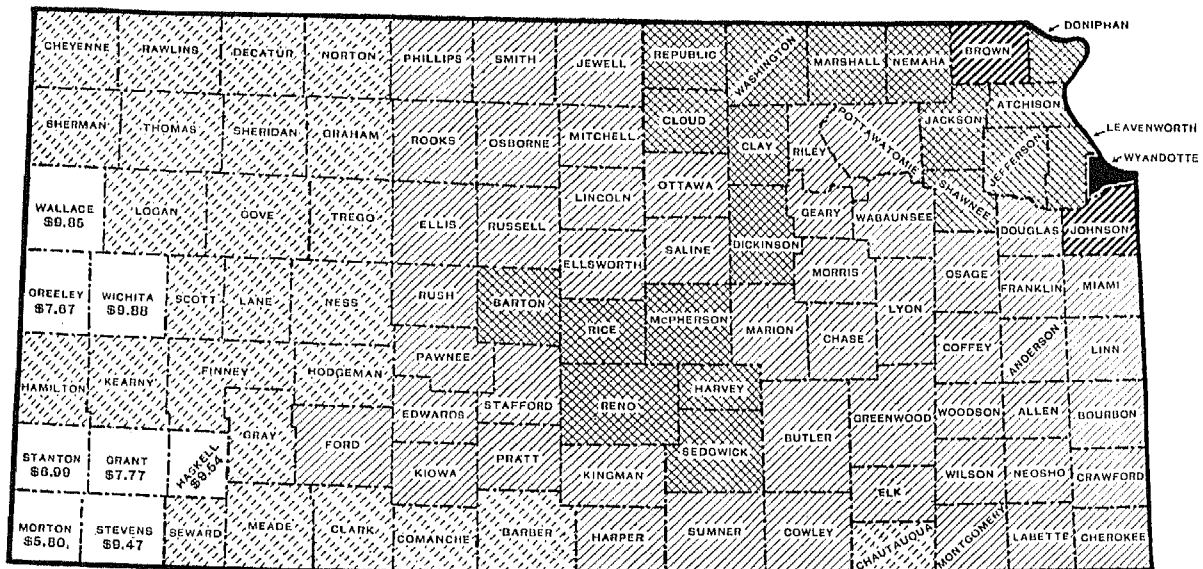 DONIPHAN
CHEYENNE RAWLINS DECATUR NORTON PHILLIPS SMITH JEWELL REPUBLIC WASHINGTON MARSHALL NEMAHA BROWN
ATCHISON
SHERMAN THOMAS SHERIDAN GRAHAM ROOKS OSBORNE MITCHELL CLOUD CLAY RILEY POTTAWATOMIE JACKSON JEFFERSON LEAVENWORTH
WYANDOTTE
WALLACE
$9.85
LOGAN GOVE TREGO ELLIS RUSSELL LINCOLN OTTAWA SALINE DICKINSON GEARY WABAUNSEE SHAWNEE DOUGLAS JOHNSON
ELLSWORTH MORRIS
GREELEY
$7.67
WICHITA
$9.88
SCOTT LANE NESS RUSH BARTON RICE McPHERSON MARION CHASE LYON OSAGE FRANKLIN MIAMI
HAMILTON KEARNY FINNEY HODGEMAN PAWNEE HARVEY COFFEY ANDERSON LINN
GRAY FORD EDWARDS STAFFORD RENO SEDGWICK BUTLER GREENWOOD WOODSON ALLEN BOURBON
STANTON
$6.99
GRANT
$7.77
HASKELL
$9.54
KIOWA PRATT KINGMAN ELK WILSON NEOSHO CRAWFORD
MORTON
$5.80.
STEVENS
$9.47
SEWARD MEADE CLARK COMANCHE BARBER HARPER SUMNER COWLEY CHAUTAUQUA MONTGOMERY LABETTE CHEROKEE